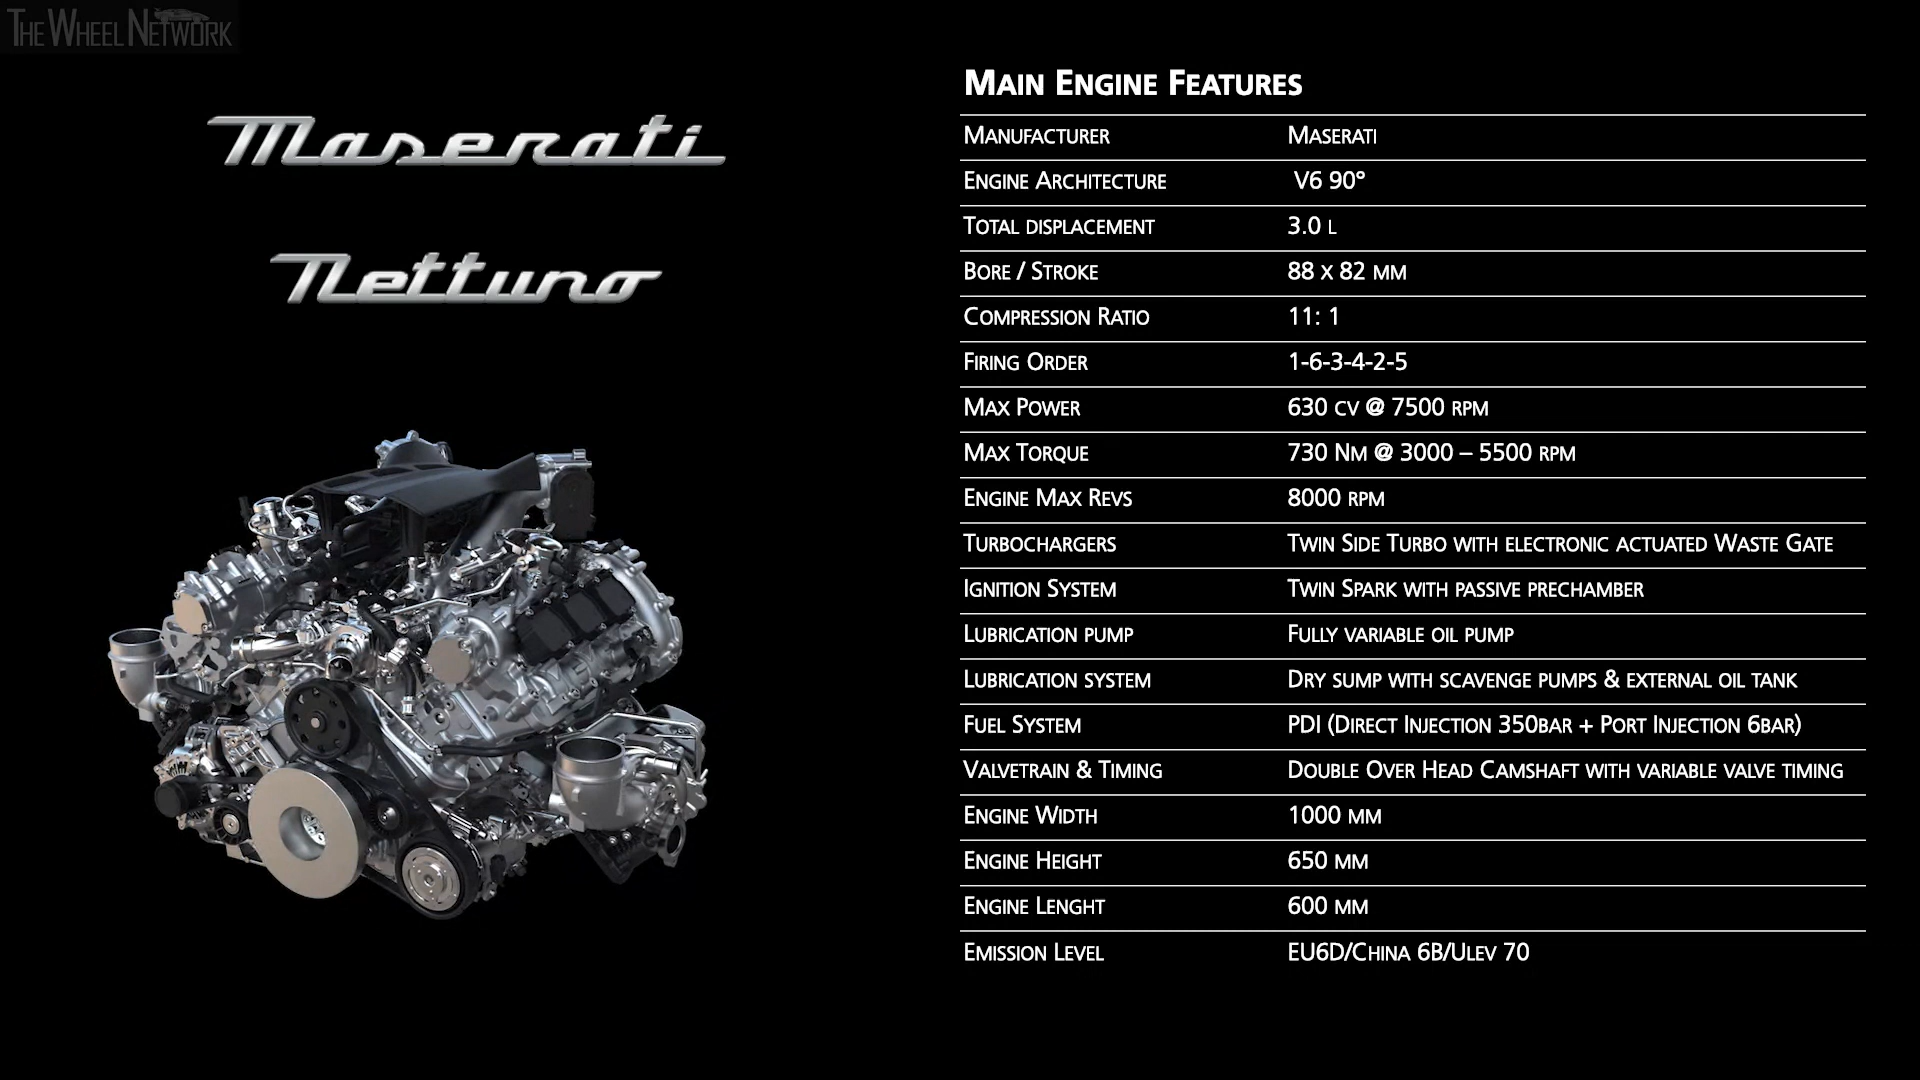 The Wheel Network
Maserati
Nettuno
Main Engine Features
Manufacturer Maserati
Engine Architecture V6 90°
Total displacement 3.0 l
Bore / Stroke 88 x 82 mm
Compression Ratio 11: 1
Firing Order 1-6-3-4-2-5
Max Power 630 cv @ 7500 rpm
Max Torque 730 Nm @ 3000 – 5500 rpm
Engine Max Revs 8000 rpm
Turbochargers Twin Side Turbo with electronic actuated Waste Gate
Ignition System Twin Spark with passive prechamber
Lubrication pump Fully variable oil pump
Lubrication system Dry sump with scavenge pumps & external oil tank
Fuel System PDI (Direct Injection 350bar + Port Injection 6bar)
Valvetrain & Timing Double Over Head Camshaft with variable valve timing
Engine Width 1000 mm
Engine Height 650 mm
Engine Lenght 600 mm
Emission Level EU6D/China 6B/Ulev 70